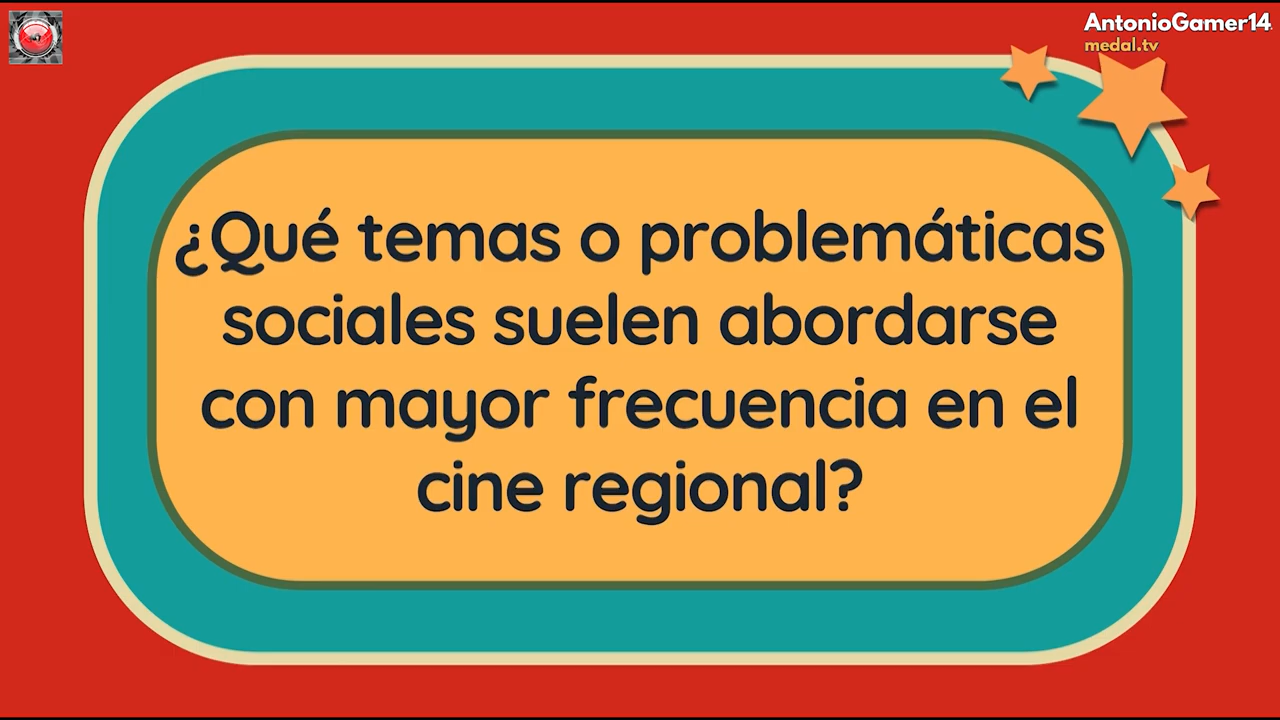 AntonioGamer14
medal.tv
¿Qué temas o problemáticas
sociales suelen abordarse
con mayor frecuencia en el
cine regional?